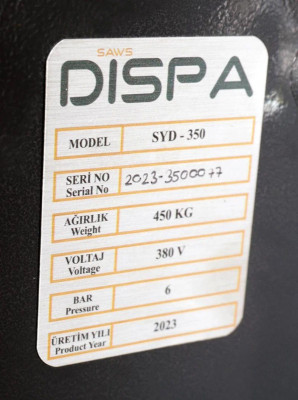 SAWS
DISPA
MODEL SYD - 350
SERİ NO 2023-3500077
Serial No
AĞIRLIK 450 KG
Weight
VOLTAJ 380 V
Voltage
BAR 6
Pressure
ÜRETİM YILI 2023
Product Year